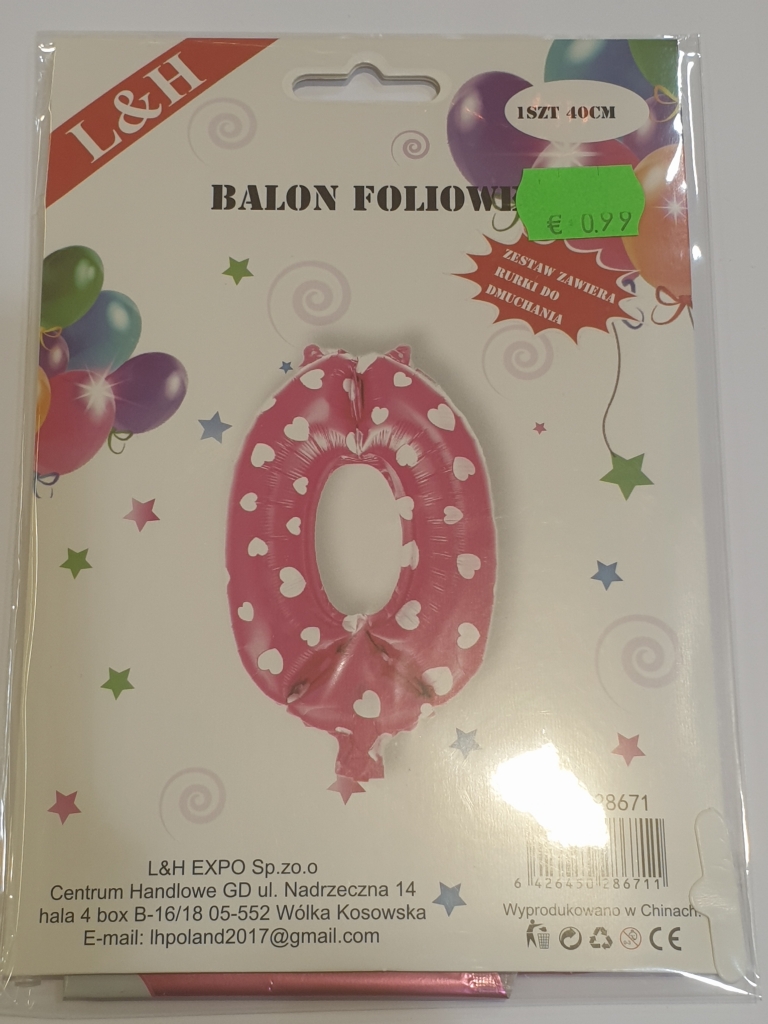 L&H
1SZT 40CM
BALON FOLIOWE
€ 0.99
ZESTAW ZAWIERA
RURKI DO
DMUCHANIA
28671
6 426450 286711
L&H EXPO Sp.zo.o
Centrum Handlowe GD ul. Nadrzeczna 14
hala 4 box B-16/18 05-552 Wólka Kosowska
E-mail: lhpoland2017@gmail.com
Wyprodukowano w Chinach.
CE